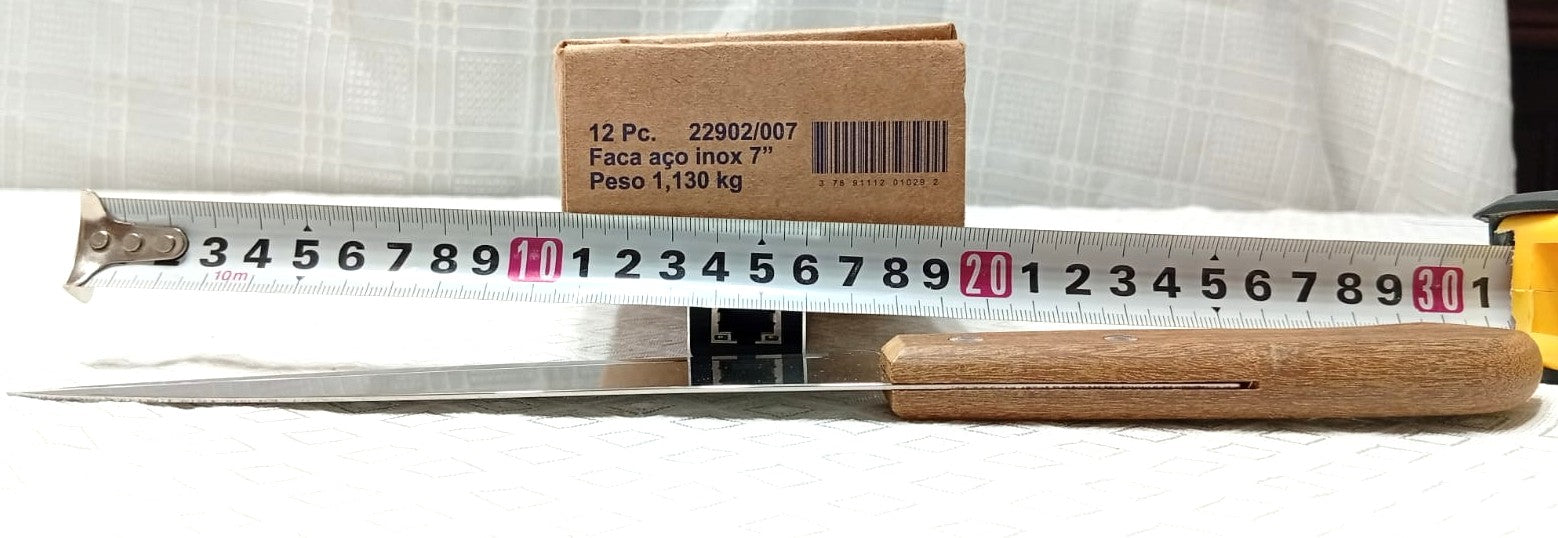 12 Pc. 22902/007
Faca aço inox 7”
Peso 1,130 kg
3 78 91112 01029 2
3 4 5 6 7 8 9 10 1 2 3 4 5 6 7 8 9 20 1 2 3 4 5 6 7 8 9 30 1
10m